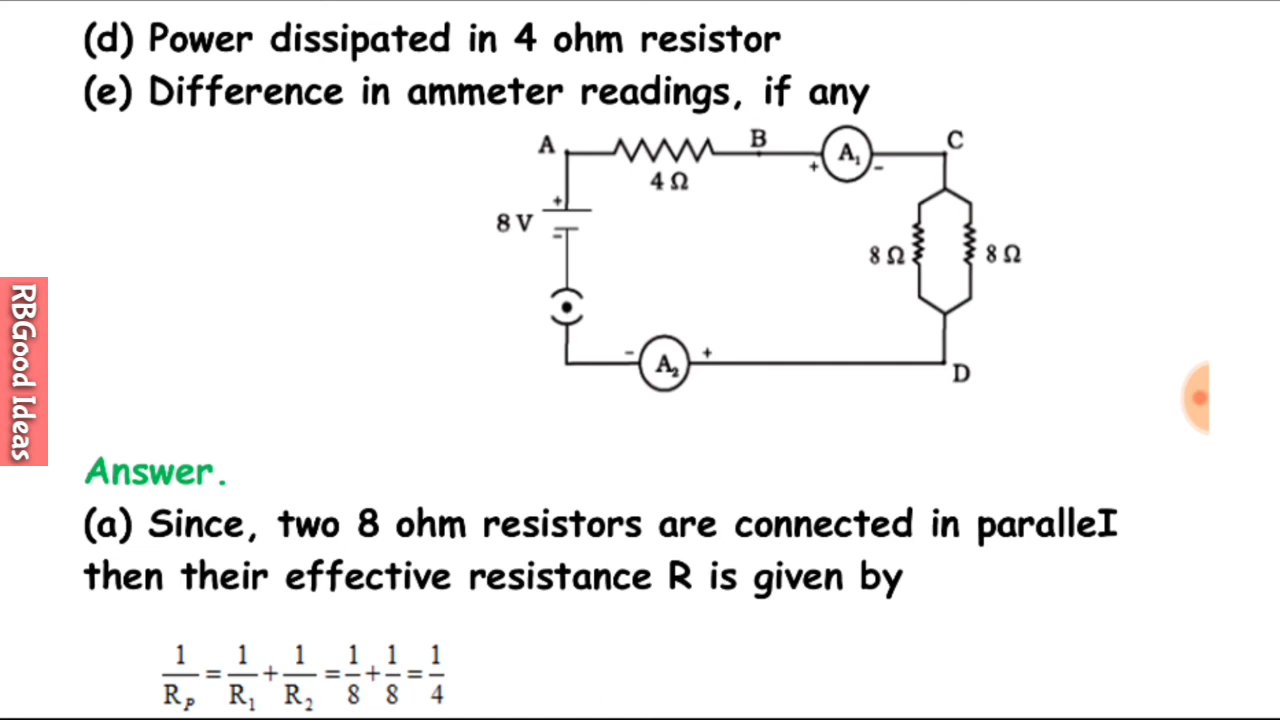 (d) Power dissipated in 4 ohm resistor
(e) Difference in ammeter readings, if any
A
4 Ω
B
+ A₁ -
C
8 V
+
-
8 Ω
8 Ω
- A₂ +
D
RBGood Ideas
Answer.
(a) Since, two 8 ohm resistors are connected in paralleI
then their effective resistance R is given by
1/R_P = 1/R₁ + 1/R₂ = 1/8 + 1/8 = 1/4